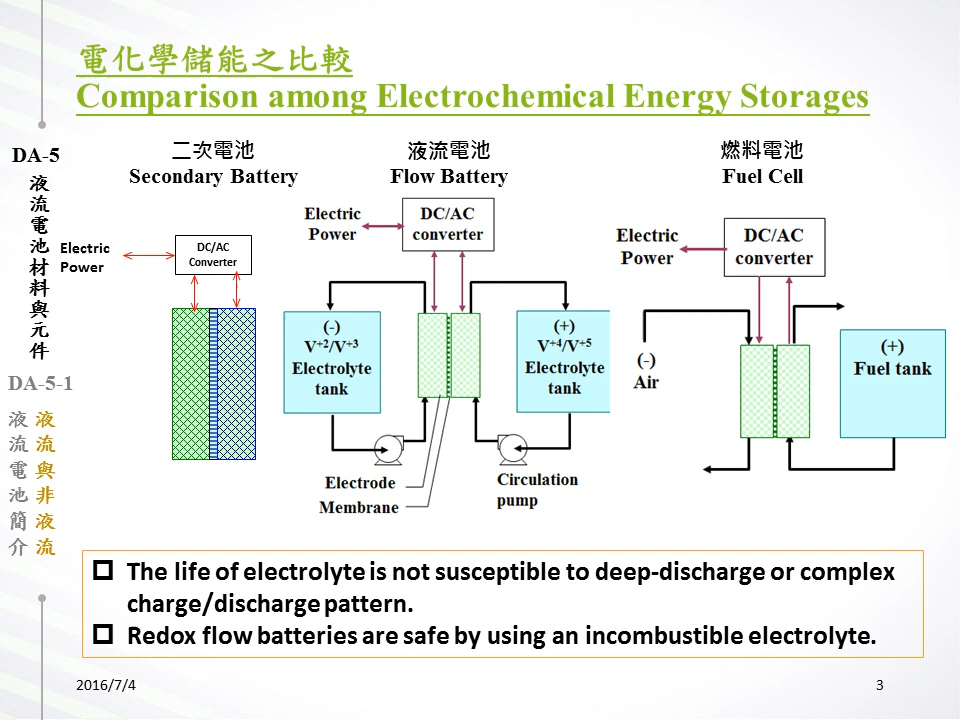 電化學儲能之比較
Comparison among Electrochemical Energy Storages
DA-5
液流電池材料與元件
DA-5-1
液流電池簡介
液流與非液流
二次電池
Secondary Battery
Electric
Power
DC/AC
Converter
液流電池
Flow Battery
Electric
Power
DC/AC
converter
(-)
V+2/V+3
Electrolyte
tank
(+)
V+4/V+5
Electrolyte
tank
Electrode
Membrane
Circulation
pump
燃料電池
Fuel Cell
Electric
Power
DC/AC
converter
(-)
Air
(+)
Fuel tank
The life of electrolyte is not susceptible to deep-discharge or complex
charge/discharge pattern.
Redox flow batteries are safe by using an incombustible electrolyte.
2016/7/4
3